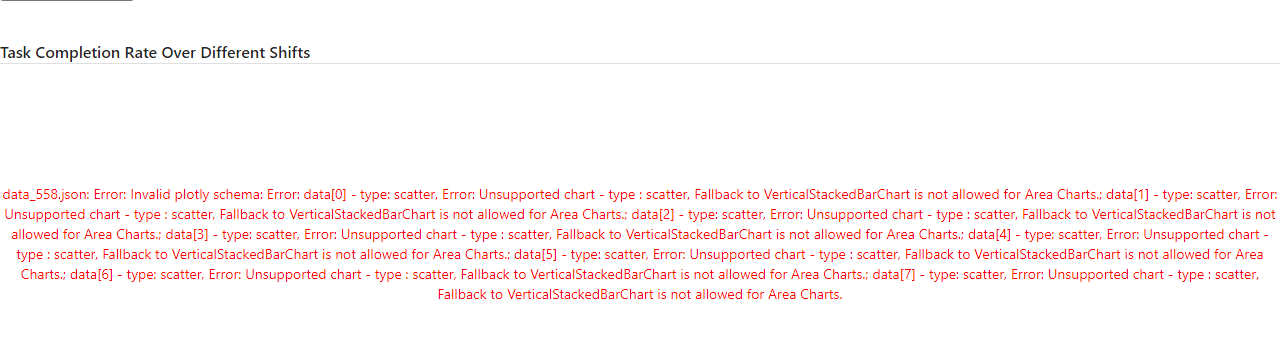 Task Completion Rate Over Different Shifts
data_558.json: Error: Invalid plotly schema: Error: data[0] - type: scatter, Error: Unsupported chart - type : scatter, Fallback to VerticalStackedBarChart is not allowed for Area Charts.; data[1] - type: scatter, Error:
Unsupported chart - type : scatter, Fallback to VerticalStackedBarChart is not allowed for Area Charts.; data[2] - type: scatter, Error: Unsupported chart - type : scatter, Fallback to VerticalStackedBarChart is not
allowed for Area Charts.; data[3] - type: scatter, Error: Unsupported chart - type : scatter, Fallback to VerticalStackedBarChart is not allowed for Area Charts.; data[4] - type: scatter, Error: Unsupported chart -
type : scatter, Fallback to VerticalStackedBarChart is not allowed for Area Charts.; data[5] - type: scatter, Error: Unsupported chart - type : scatter, Fallback to VerticalStackedBarChart is not allowed for Area
Charts.; data[6] - type: scatter, Error: Unsupported chart - type : scatter, Fallback to VerticalStackedBarChart is not allowed for Area Charts.; data[7] - type: scatter, Error: Unsupported chart - type : scatter,
Fallback to VerticalStackedBarChart is not allowed for Area Charts.